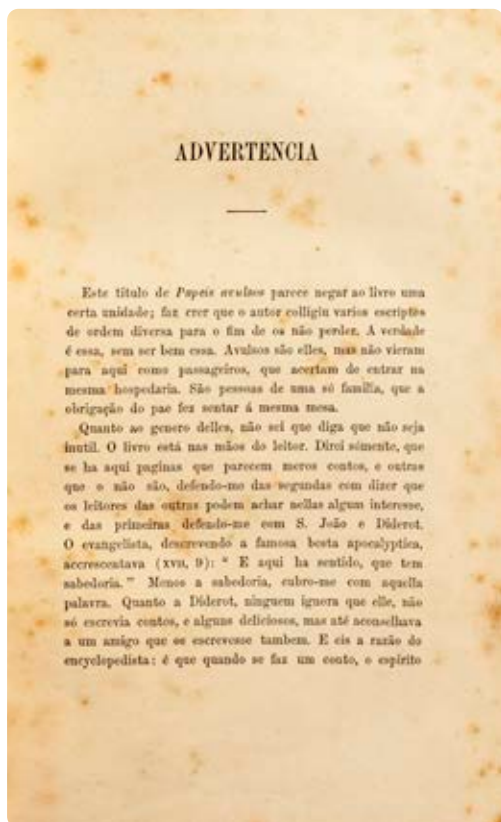 ADVERTENCIA
Este titulo de Papeis avulsos parece negar ao livro uma
certa unidade; faz crer que o autor colligiu varios escriptos
de ordem diversa para o fim de os não perder. A verdade
é essa, sem ser bem essa. Avulsos são elles, mas não vieram
para aqui como passageiros, que acertam de entrar na
mesma hospedaria. São pessoas de uma só familia, que a
obrigação do pae fez sentar á mesma mesa.
Quanto ao genero delles, não sei que diga que não seja
inutil. O livro está nas mãos do leitor. Direi sómente, que
se ha aqui paginas que parecem meros contos, e outras
que o não são, defendo-me das segundas com dizer que
os leitores das outras podem achar nellas algum interesse,
e das primeiras defendo-me com S. João e Diderot.
O evangelista, descrevendo a famosa besta apocalyptica,
accrescentava (XVII, 9): “ E aqui ha sentido, que tem
sabedoria. ” Menos a sabedoria, cubro-me com aquella
palavra. Quanto a Diderot, ninguem ignora que elle, não
só escrevia contos, e alguns deliciosos, mas até aconselhava
a um amigo que os escrevesse tambem. E eis a razão do
encyclopedista: é que quando se faz um conto, o espirito